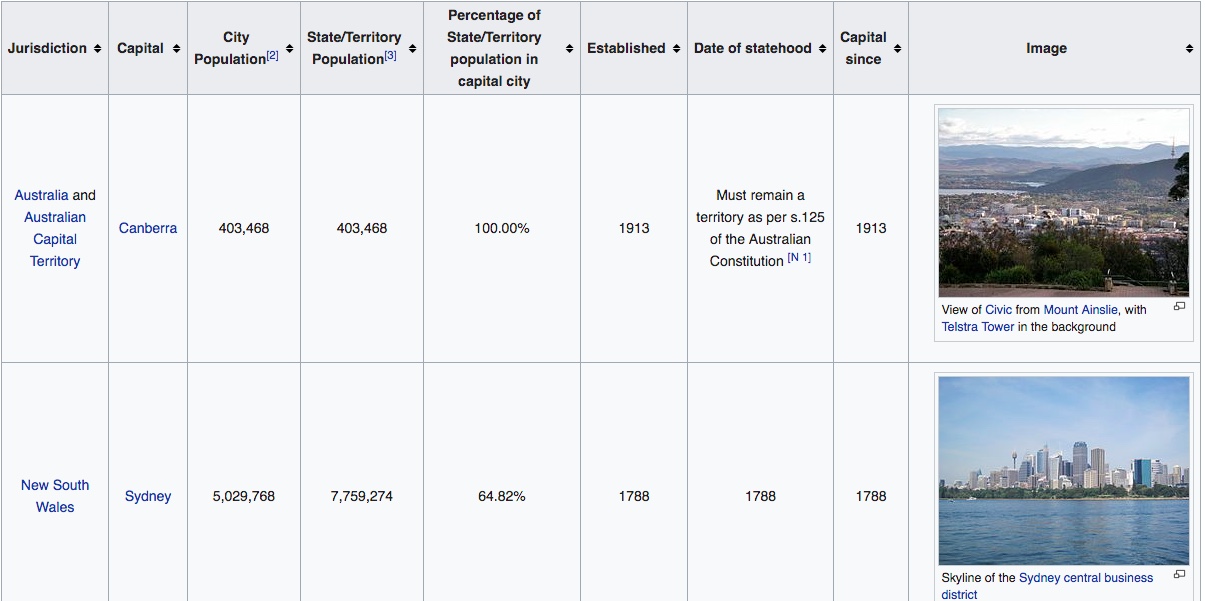 Jurisdiction
Capital
City
Population[2]
State/Territory
Population[3]
Percentage of
State/Territory
population in
capital city
Established
Date of statehood
Capital
since
Image
Australia and
Australian
Capital
Territory
Canberra
403,468
403,468
100.00%
1913
Must remain a
territory as per s.125
of the Australian
Constitution [N 1]
1913
View of Civic from Mount Ainslie, with
Telstra Tower in the background
New South
Wales
Sydney
5,029,768
7,759,274
64.82%
1788
1788
1788
Skyline of the Sydney central business
district